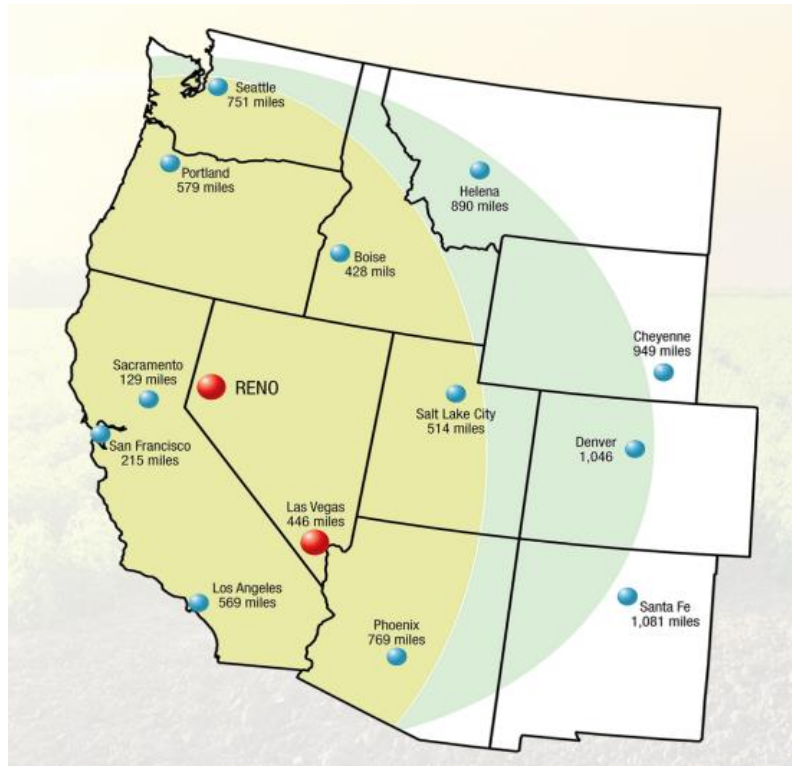 Seattle
751 miles
Portland
579 miles
Helena
890 miles
Boise
428 mils
Cheyenne
949 miles
Sacramento
129 miles
RENO
Salt Lake City
514 miles
San Francisco
215 miles
Denver
1,046
Las Vegas
446 miles
Los Angeles
569 miles
Phoenix
769 miles
Santa Fe
1,081 miles